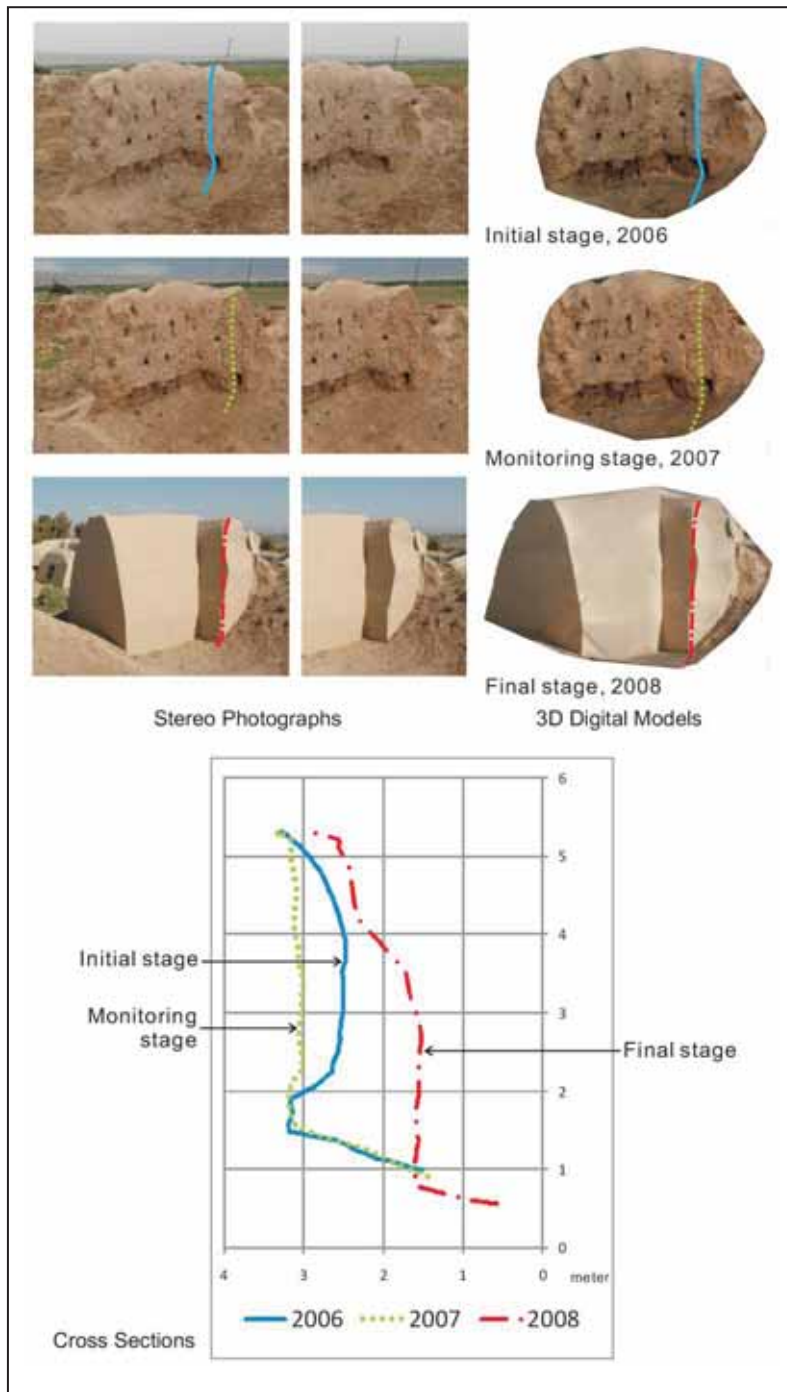 Initial stage, 2006
Monitoring stage, 2007
Final stage, 2008
Stereo Photographs
3D Digital Models
6
5
4
3
2
1
0
Initial stage
Monitoring
stage
Final stage
4 3 2 1 0 meter
2006 2007 2008
Cross Sections